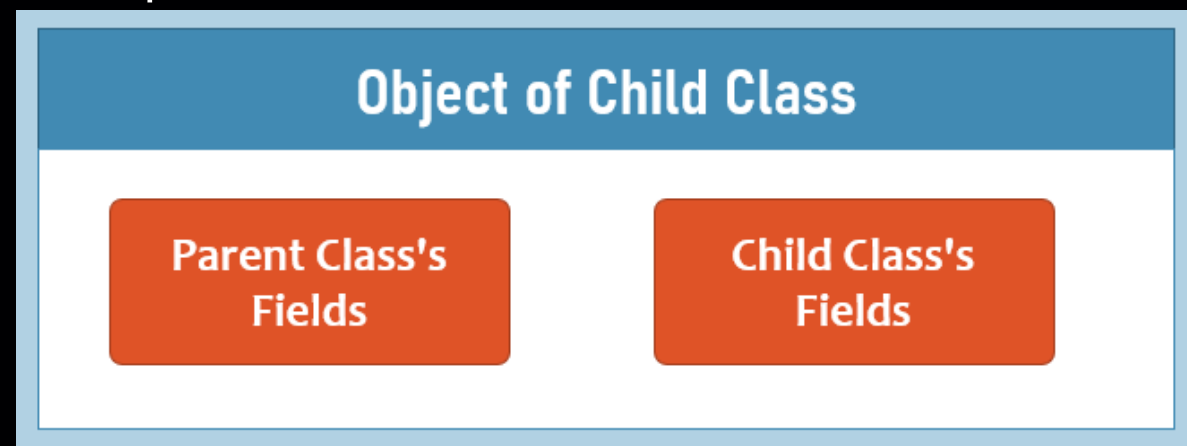 Object of Child Class
Parent Class's
Fields
Child Class's
Fields